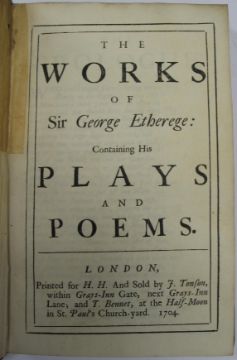 THE
WORKS
OF
Sir George Etherege:
Containing His
PLAYS
AND
POEMS.
LONDON,
Printed for H. H. And Sold by J. Tonson,
within Grays-Inn Gate, next Grays-Inn
Lane; and T. Bennet, at the Half-Moon
in St. Paul's Church-yard. 1704.